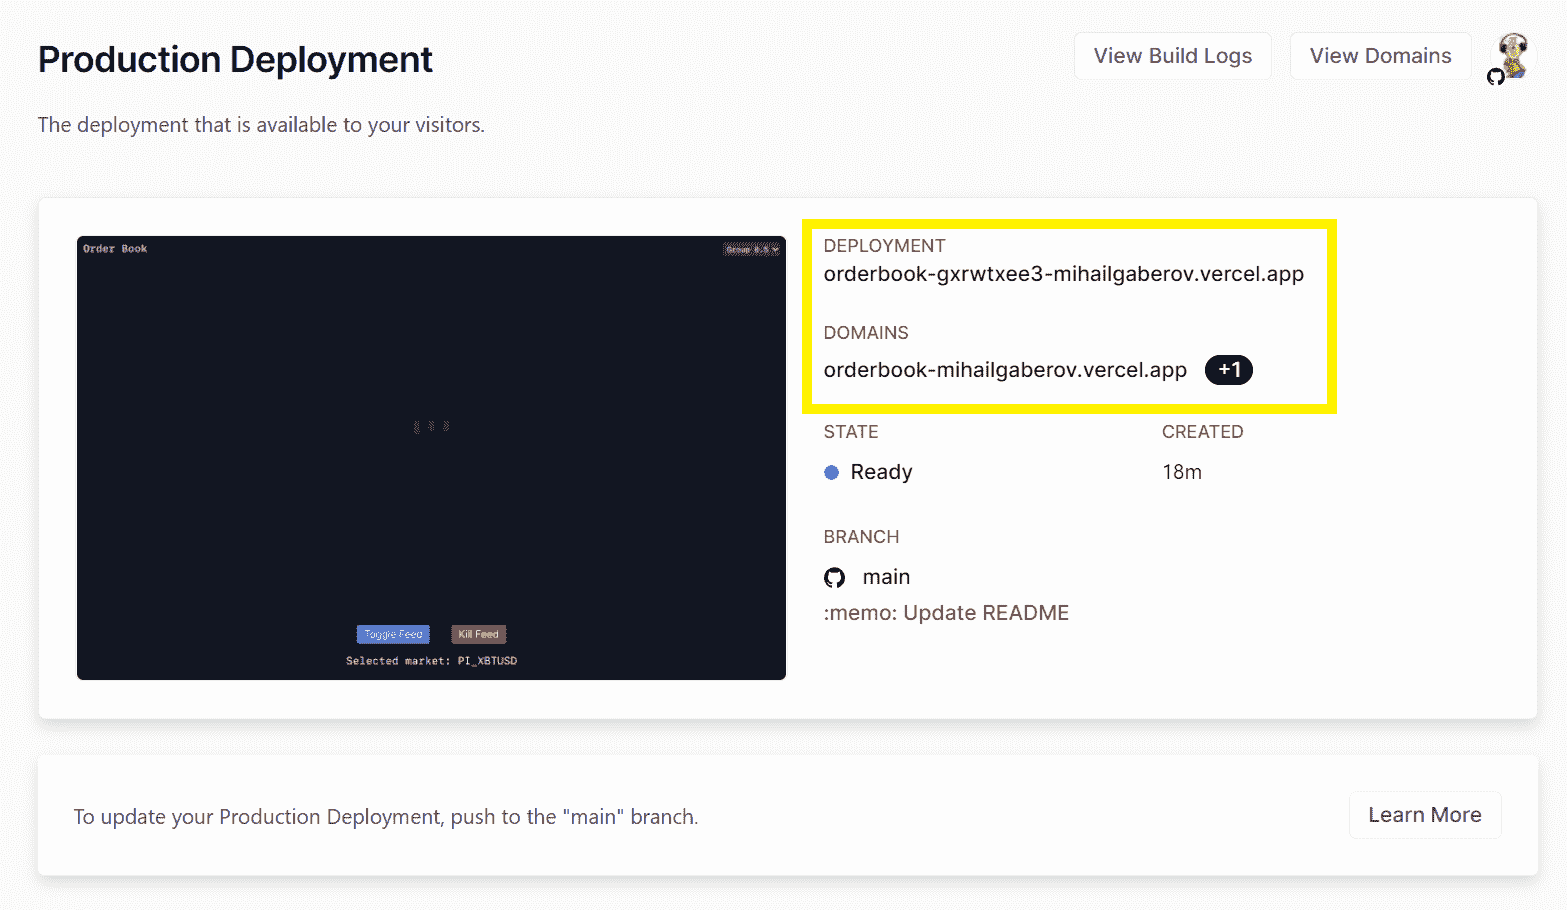 Production Deployment
View Build Logs
View Domains
The deployment that is available to your visitors.
Order Book
Group 0.5
DEPLOYMENT
orderbook-gxrwtxee3-mihailgaberov.vercel.app
DOMAINS
orderbook-mihailgaberov.vercel.app +1
STATE
CREATED
Ready
18m
BRANCH
main
:memo: Update README
Toggle Feed
Kill Feed
Selected market: PI_XBTUSD
To update your Production Deployment, push to the "main" branch.
Learn More